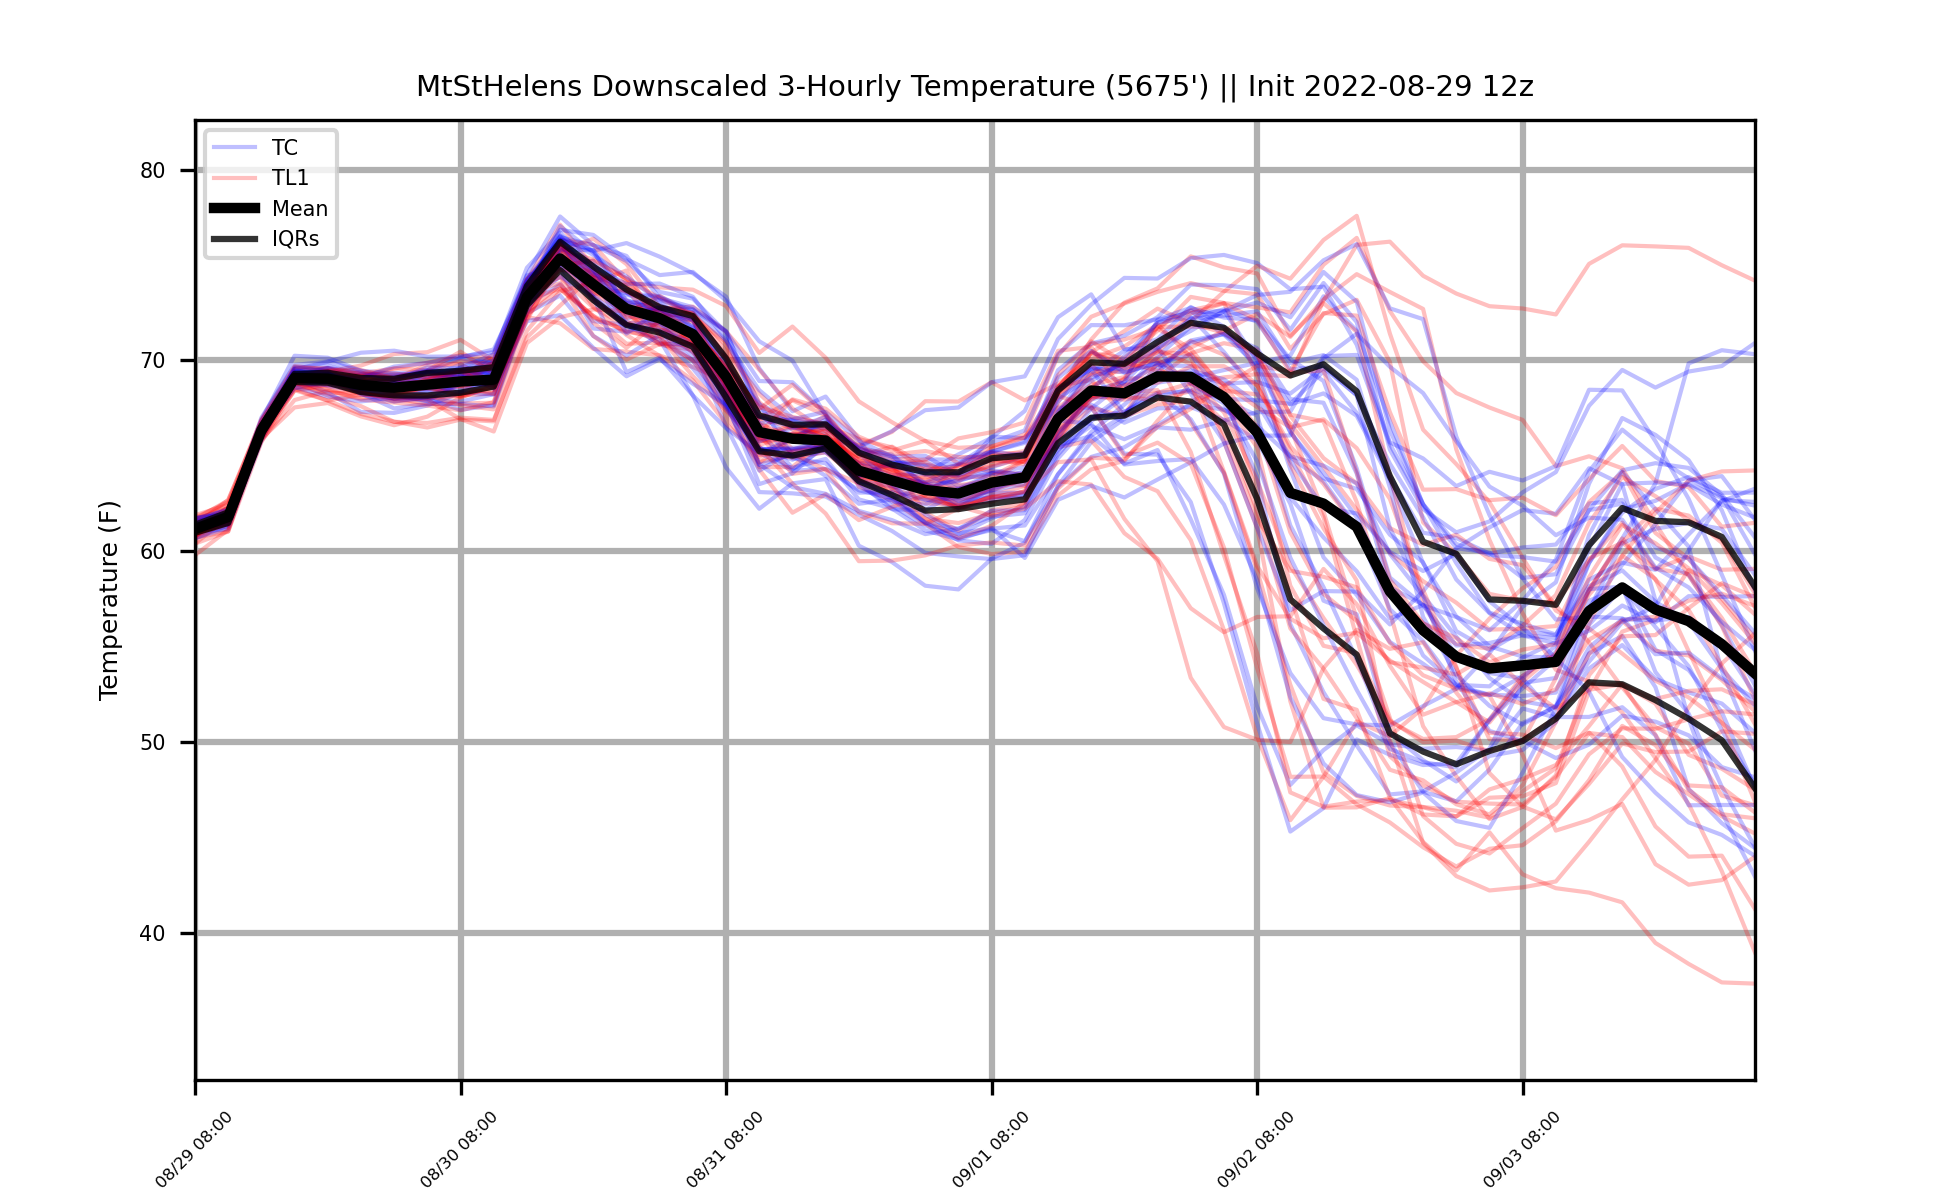 MtStHelens Downscaled 3-Hourly Temperature (5675') || Init 2022-08-29 12z
TC
TL1
Mean
IQRs
80
70
60
50
40
Temperature (F)
08/29 08:00
08/30 08:00
08/31 08:00
09/01 08:00
09/02 08:00
09/03 08:00